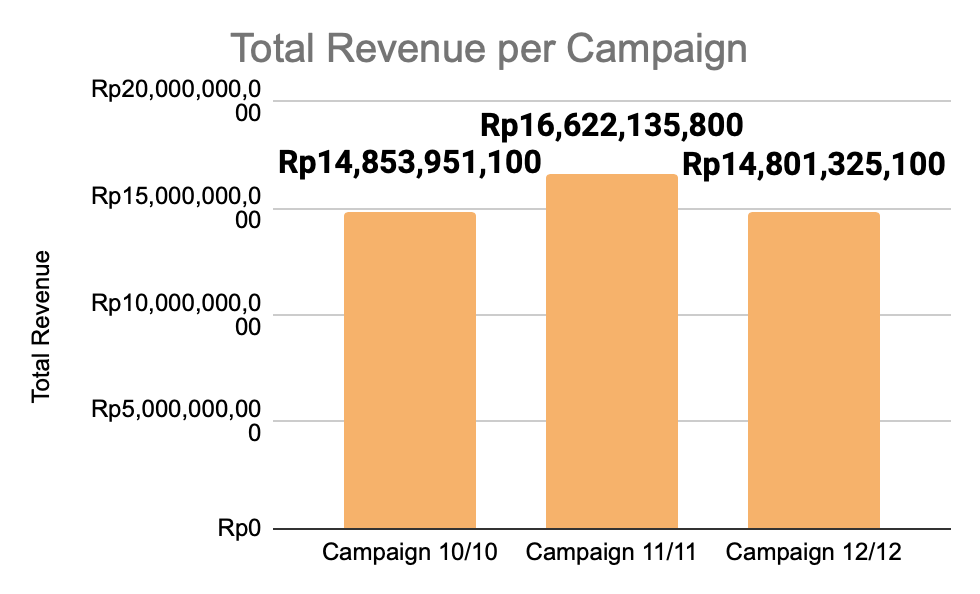 Total Revenue per Campaign
Rp20,000,000,0
00
Rp16,622,135,800
Rp14,853,951,100
Rp14,801,325,100
Rp15,000,000,0
00
Rp10,000,000,0
00
Rp5,000,000,00
0
Rp0
Total Revenue
Campaign 10/10
Campaign 11/11
Campaign 12/12